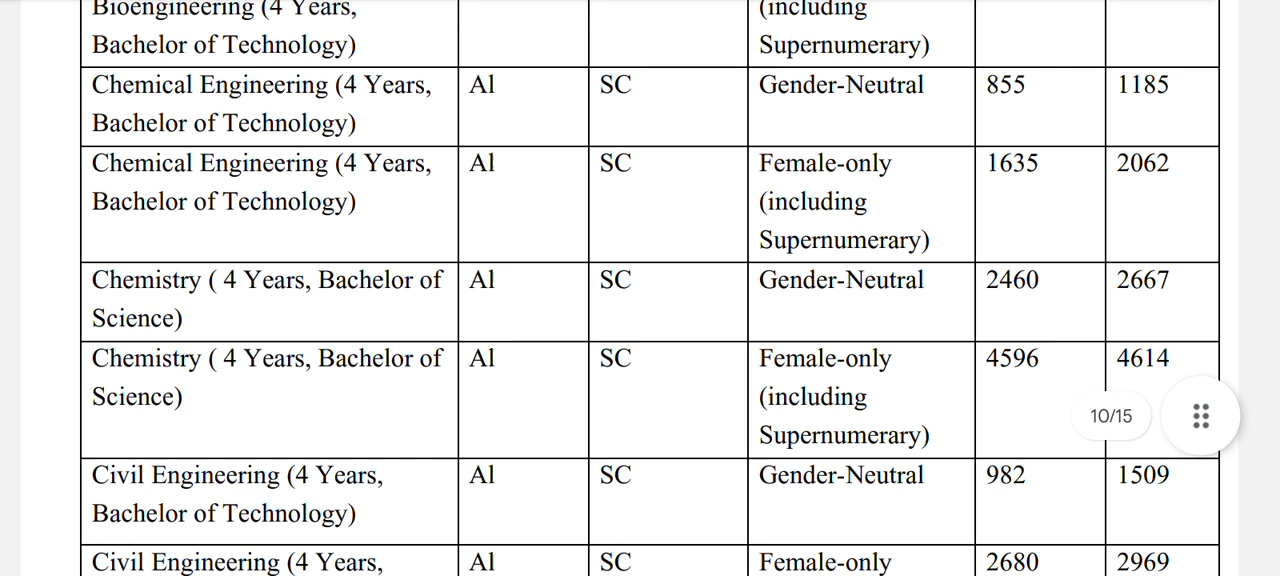 Bioengineering (4 Years, (including
Bachelor of Technology) Supernumerary)
Chemical Engineering (4 Years, Al SC Gender-Neutral 855 1185
Bachelor of Technology)
Chemical Engineering (4 Years, Al SC Female-only 1635 2062
Bachelor of Technology) (including
Supernumerary)
Chemistry ( 4 Years, Bachelor of Al SC Gender-Neutral 2460 2667
Science)
Chemistry ( 4 Years, Bachelor of Al SC Female-only 4596 4614
Science) (including
10/15
Supernumerary)
Civil Engineering (4 Years, Al SC Gender-Neutral 982 1509
Bachelor of Technology)
Civil Engineering (4 Years, Al SC Female-only 2680 2969